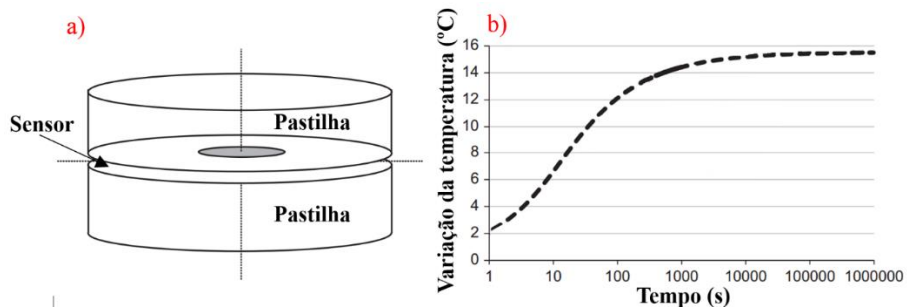 a)
Sensor
Pastilha
Pastilha
b)
Variação da temperatura (ºC)
16
14
12
10
8
6
4
2
0
1
10
100
1000
10000
100000
1000000
Tempo (s)